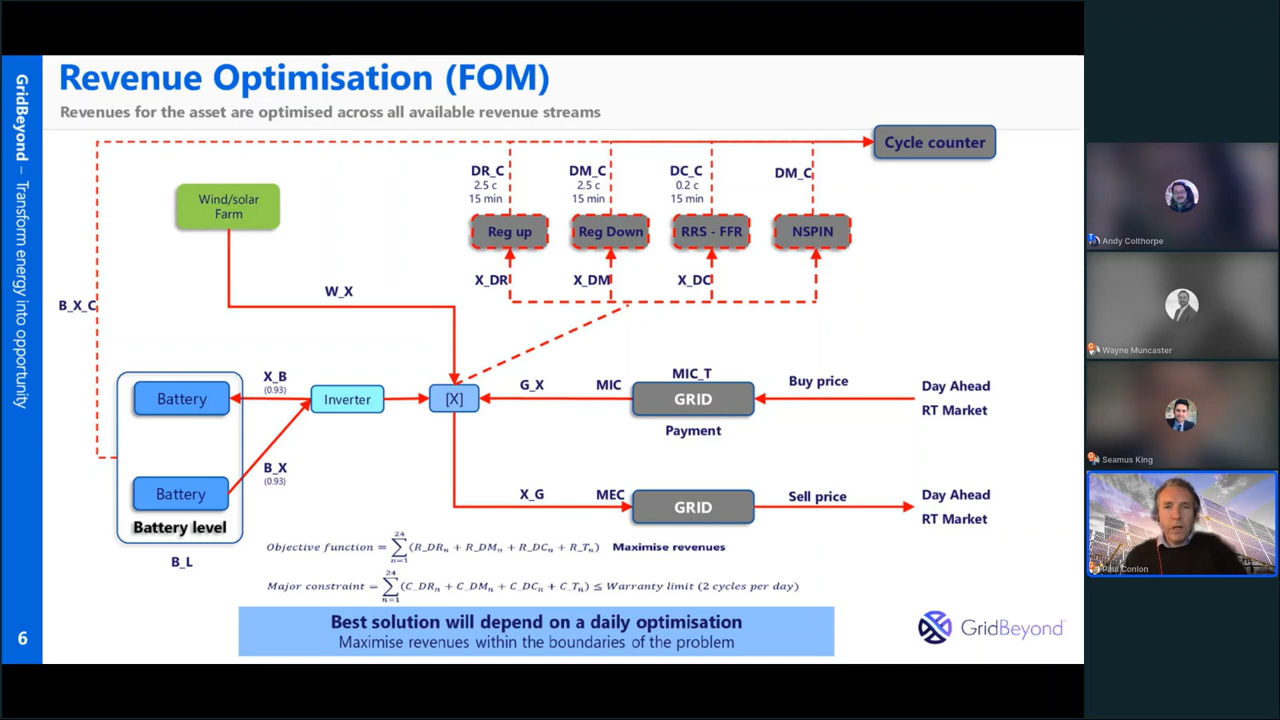 GridBeyond – Transform energy into opportunity
6
Revenue Optimisation (FOM)
Revenues for the asset are optimised across all available revenue streams
Cycle counter
DR_C
2.5 c
15 min
DM_C
2.5 c
15 min
DC_C
0.2 c
15 min
DM_C
Wind/solar
Farm
Reg up
Reg Down
RRS - FFR
NSPIN
X_DR
X_DM
X_DC
W_X
B_X_C
X_B
(0.93)
Battery
Inverter
[X]
G_X
MIC
MIC_T
GRID
Payment
Buy price
Day Ahead
RT Market
B_X
(0.93)
Battery
Battery level
B_L
X_G
MEC
GRID
Sell price
Day Ahead
RT Market
Objective function = ∑_{n=1}^{24} (R_DRₙ + R_DMₙ + R_DCₙ + R_Tₙ) Maximise revenues
Major constraint = ∑_{n=1}^{24} (C_DRₙ + C_DMₙ + C_DCₙ + C_Tₙ) ≤ Warranty limit (2 cycles per day)
Best solution will depend on a daily optimisation
Maximise revenues within the boundaries of the problem
GridBeyond
Andy Colthorpe
Wayne Muncaster
Seamus King
Paul Conlon